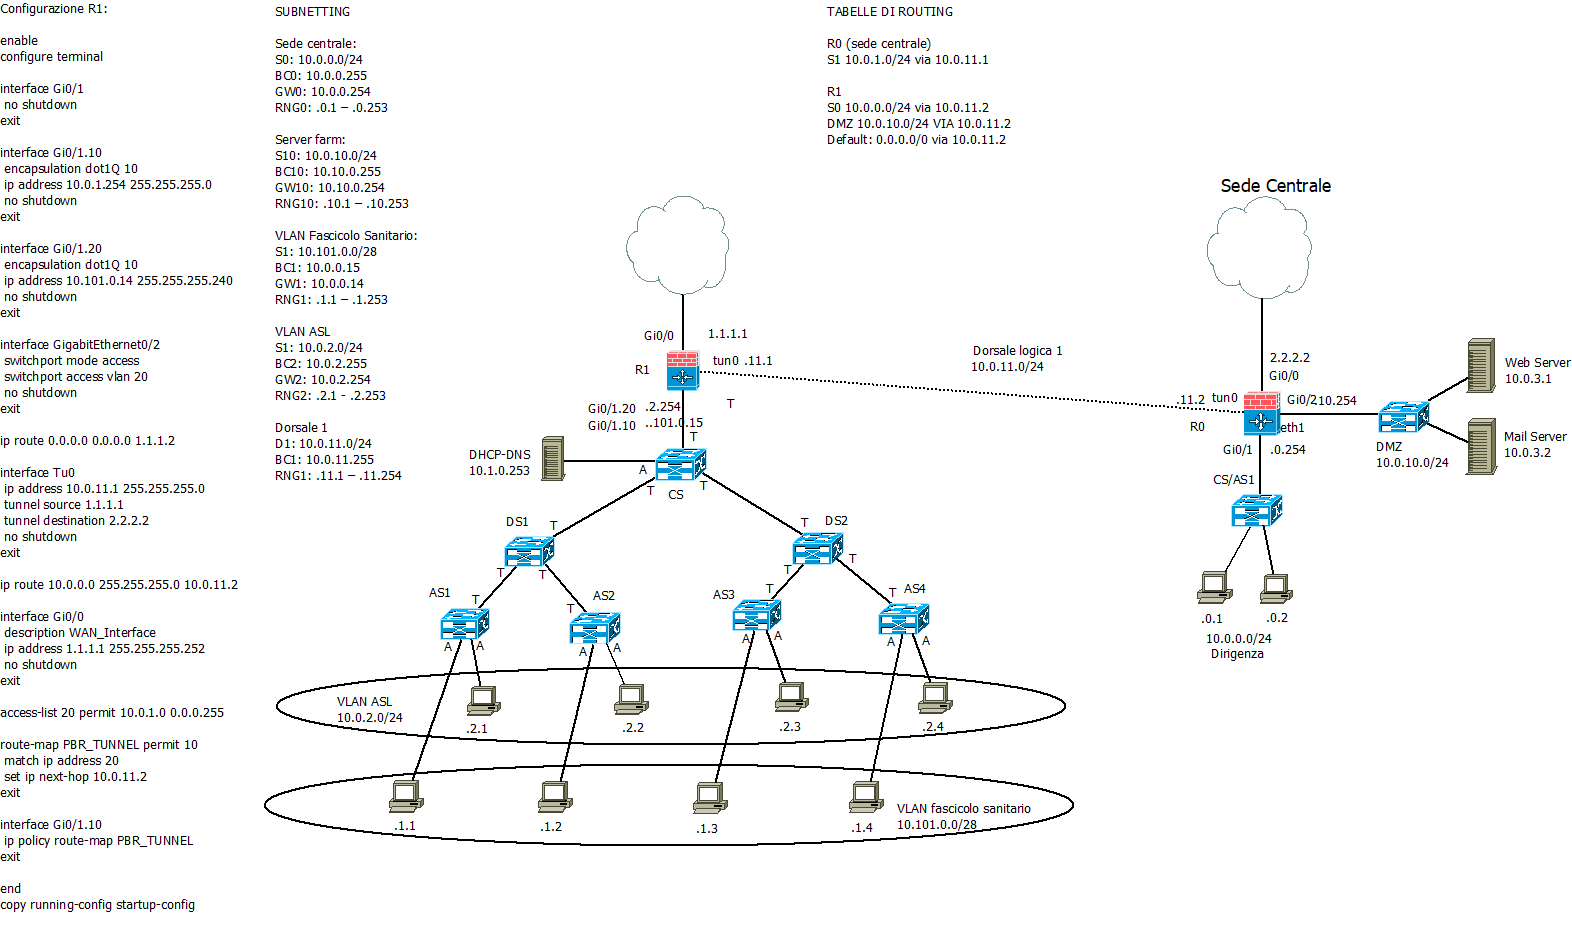 Configurazione R1:
enable
configure terminal
interface Gi0/1
no shutdown
exit
interface Gi0/1.10
encapsulation dot1Q 10
ip address 10.0.1.254 255.255.255.0
no shutdown
exit
interface Gi0/1.20
encapsulation dot1Q 10
ip address 10.101.0.14 255.255.255.240
no shutdown
exit
interface GigabitEthernet0/2
switchport mode access
switchport access vlan 20
no shutdown
exit
ip route 0.0.0.0 0.0.0.0 1.1.1.2
interface Tu0
ip address 10.0.11.1 255.255.255.0
tunnel source 1.1.1.1
tunnel destination 2.2.2.2
no shutdown
exit
ip route 10.0.0.0 255.255.255.0 10.0.11.2
interface Gi0/0
description WAN_Interface
ip address 1.1.1.1 255.255.255.252
no shutdown
exit
access-list 20 permit 10.0.1.0 0.0.0.255
route-map PBR_TUNNEL permit 10
match ip address 20
set ip next-hop 10.0.11.2
exit
interface Gi0/1.10
ip policy route-map PBR_TUNNEL
exit
end
copy running-config startup-config
SUBNETTING
Sede centrale:
S0: 10.0.0.0/24
BC0: 10.0.0.255
GW0: 10.0.0.254
RNG0: .0.1 – .0.253
Server farm:
S10: 10.0.10.0/24
BC10: 10.10.0.255
GW10: 10.10.0.254
RNG10: .10.1 – .10.253
VLAN Fascicolo Sanitario:
S1: 10.101.0.0/28
BC1: 10.0.0.15
GW1: 10.0.0.14
RNG1: .1.1 – .1.253
VLAN ASL
S1: 10.0.2.0/24
BC2: 10.0.2.255
GW2: 10.0.2.254
RNG2: .2.1 - .2.253
Dorsale 1
D1: 10.0.11.0/24
BC1: 10.0.11.255
RNG1: .11.1 – .11.254
TABELLE DI ROUTING
R0 (sede centrale)
S1 10.0.1.0/24 via 10.0.11.1
R1
S0 10.0.0.0/24 via 10.0.11.2
DMZ 10.0.10.0/24 VIA 10.0.11.2
Default: 0.0.0.0/0 via 10.0.11.2
Sede Centrale
Gi0/0
1.1.1.1
R1
tun0 .11.1
T
Gi0/1.20 .2.254
Gi0/1.10 ..101.0.15
Dorsale logica 1
10.0.11.0/24
2.2.2.2
Gi0/0
.11.2 tun0
R0
Gi0/2
.10.254
eth1
Gi0/1 .0.254
Web Server
10.0.3.1
Mail Server
10.0.3.2
DMZ
10.0.10.0/24
CS/AS1
.0.1
.0.2
10.0.0.0/24
Dirigenza
DHCP-DNS
10.1.0.253
T
A
T
T
CS
DS1
T
T
T
DS2
T
T
T
AS1
T
A
A
AS2
T
A
A
AS3
T
A
A
AS4
T
A
A
VLAN ASL
10.0.2.0/24
.2.1
.2.2
.2.3
.2.4
.1.1
.1.2
.1.3
.1.4
VLAN fascicolo sanitario
10.101.0.0/28